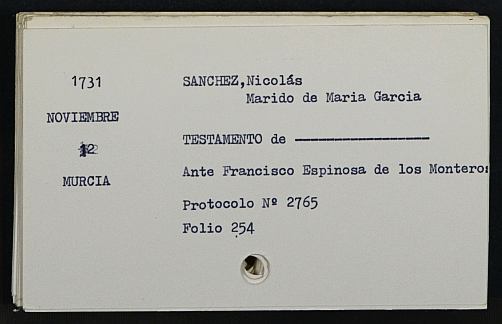 1731
SANCHEZ,Nicolás
Marido de Maria Garcia
NOVIEMBRE
12
TESTAMENTO de ------------------
MURCIA
Ante Francisco Espinosa de los Monteros
Protocolo Nº 2765
Folio 254